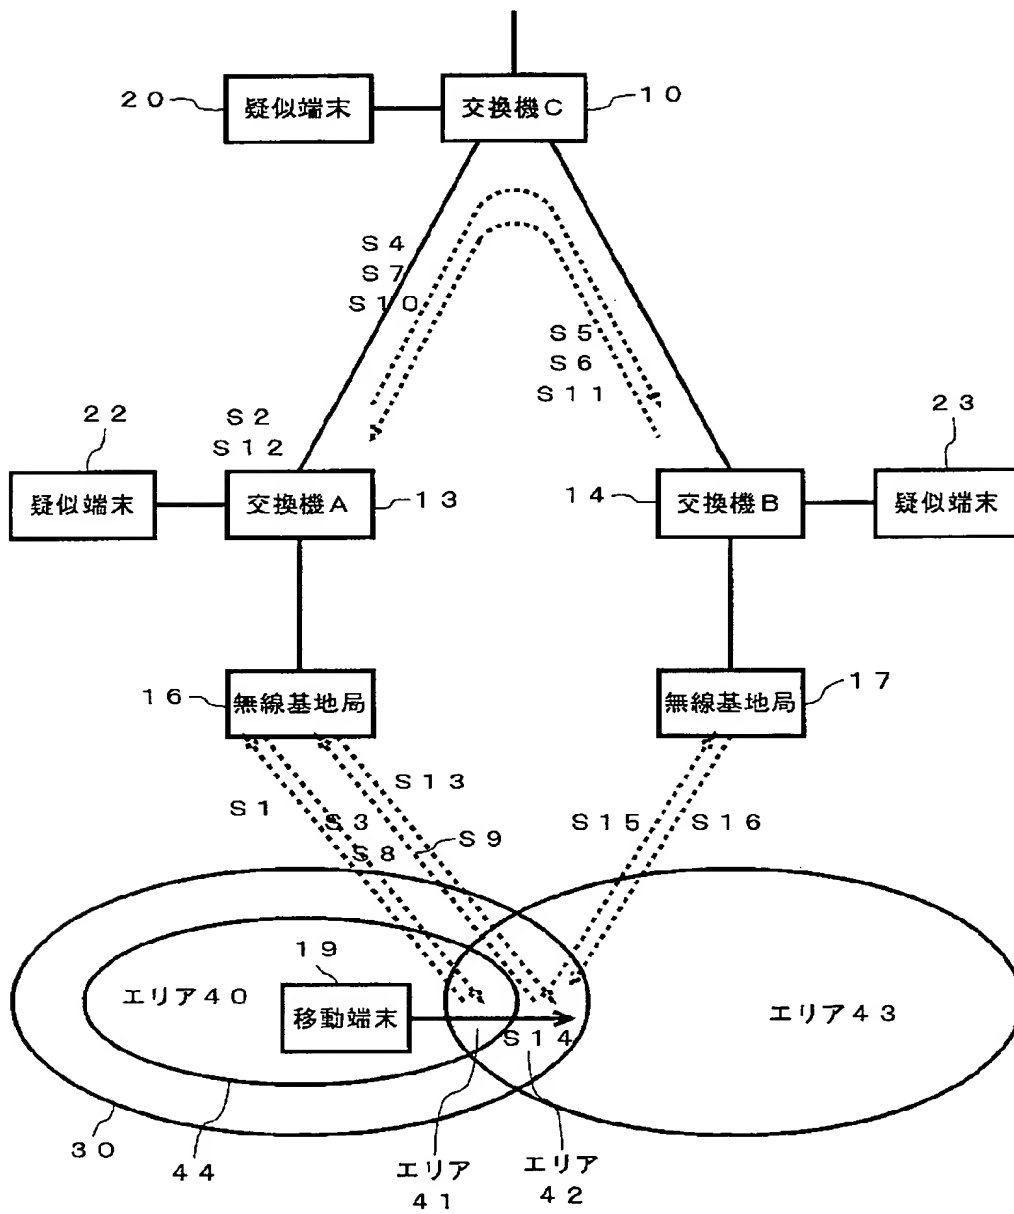 ２０
疑似端末
交換機Ｃ
１０
Ｓ４
Ｓ７
Ｓ１０
Ｓ５
Ｓ６
Ｓ１１
２２
Ｓ２
Ｓ１２
２３
疑似端末
交換機Ａ
１３
１４
交換機Ｂ
疑似端末
１６
無線基地局
無線基地局
１７
Ｓ１
Ｓ３
Ｓ８
Ｓ１３
Ｓ９
Ｓ１５
Ｓ１６
１９
エリア４０
移動端末
Ｓ１４
エリア４３
３０
４４
エリア
４１
エリア
４２